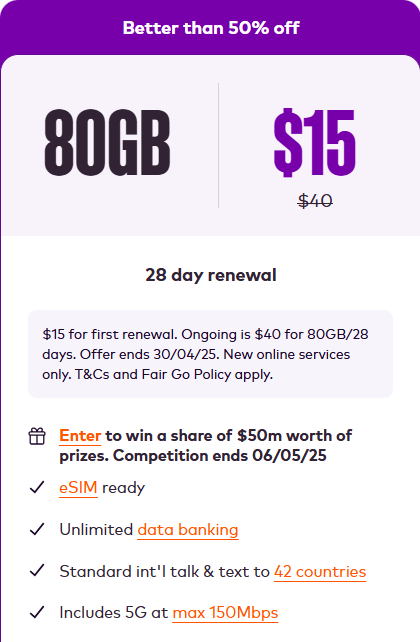 Better than 50% off
80GB
$15
$40
28 day renewal
$15 for first renewal. Ongoing is $40 for 80GB/28
days. Offer ends 30/04/25. New online services
only. T&Cs and Fair Go Policy apply.
Enter to win a share of $50m worth of
prizes. Competition ends 06/05/25
eSIM ready
Unlimited data banking
Standard int'l talk & text to 42 countries
Includes 5G at max 150Mbps